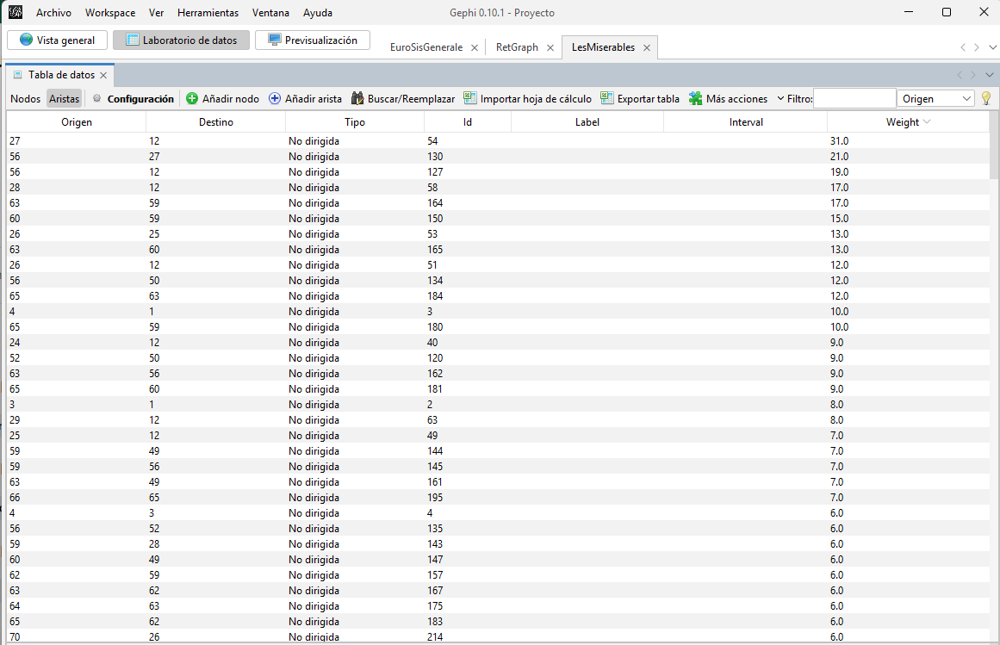 Archivo Workspace Ver Herramientas Ventana Ayuda Gephi 0.10.1 - Proyecto
Vista general Laboratorio de datos Previsualización EuroSisGenerale RetGraph LesMiserables
Tabla de datos
Nodos Aristas Configuración Añadir nodo Añadir arista Buscar/Reemplazar Importar hoja de cálculo Exportar tabla Más acciones Filtro: Origen
Origen Destino Tipo Id Label Interval Weight
27 12 No dirigida 54 31.0
56 27 No dirigida 130 21.0
56 12 No dirigida 127 19.0
28 12 No dirigida 58 17.0
63 59 No dirigida 164 17.0
60 59 No dirigida 150 15.0
26 25 No dirigida 53 13.0
63 60 No dirigida 165 13.0
26 12 No dirigida 51 12.0
56 50 No dirigida 134 12.0
65 63 No dirigida 184 12.0
4 1 No dirigida 3 10.0
65 59 No dirigida 180 10.0
24 12 No dirigida 40 9.0
52 50 No dirigida 120 9.0
63 56 No dirigida 162 9.0
65 60 No dirigida 181 9.0
3 1 No dirigida 2 8.0
29 12 No dirigida 63 8.0
25 12 No dirigida 49 7.0
59 49 No dirigida 144 7.0
59 56 No dirigida 145 7.0
63 49 No dirigida 161 7.0
66 65 No dirigida 195 7.0
4 3 No dirigida 4 6.0
56 52 No dirigida 135 6.0
59 28 No dirigida 143 6.0
60 49 No dirigida 147 6.0
62 59 No dirigida 157 6.0
63 62 No dirigida 167 6.0
64 63 No dirigida 175 6.0
65 62 No dirigida 183 6.0
70 26 No dirigida 214 6.0